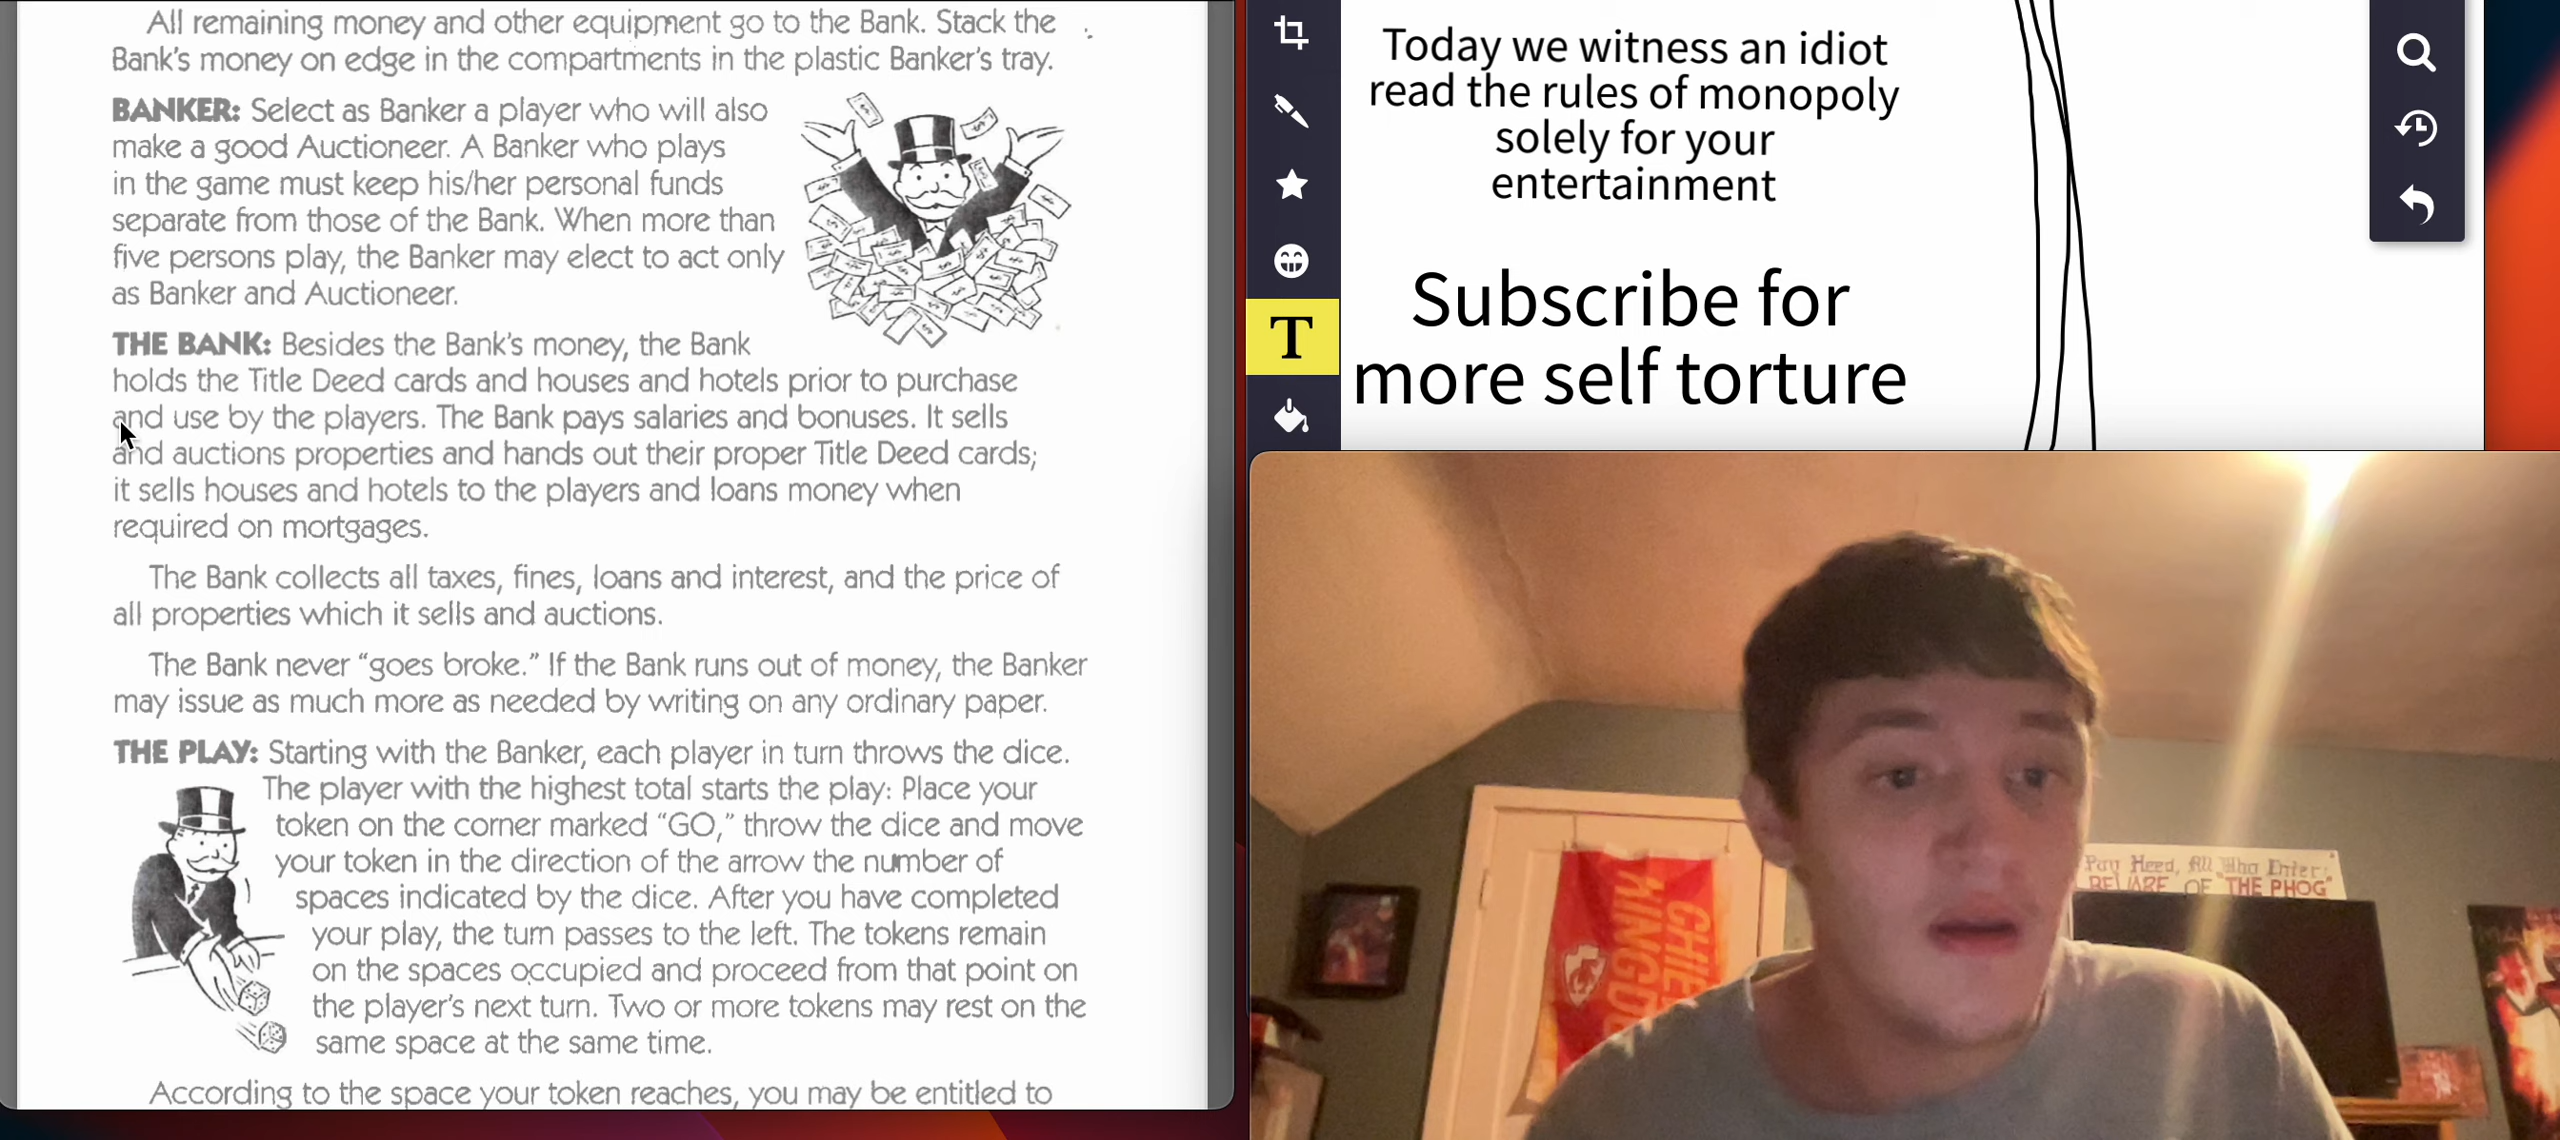 All remaining money and other equipment go to the Bank. Stack the
Bank's money on edge in the compartments in the plastic Banker's tray.
BANKER: Select as Banker a player who will also
make a good Auctioneer. A Banker who plays
in the game must keep his/her personal funds
separate from those of the Bank. When more than
five persons play, the Banker may elect to act only
as Banker and Auctioneer.
THE BANK: Besides the Bank's money, the Bank
holds the Title Deed cards and houses and hotels prior to purchase
and use by the players. The Bank pays salaries and bonuses. It sells
and auctions properties and hands out their proper Title Deed cards;
it sells houses and hotels to the players and loans money when
required on mortgages.
The Bank collects all taxes, fines, loans and interest, and the price of
all properties which it sells and auctions.
The Bank never “goes broke.” If the Bank runs out of money, the Banker
may issue as much more as needed by writing on any ordinary paper.
THE PLAY: Starting with the Banker, each player in turn throws the dice.
The player with the highest total starts the play: Place your
token on the corner marked “GO,” throw the dice and move
your token in the direction of the arrow the number of
spaces indicated by the dice. After you have completed
your play, the turn passes to the left. The tokens remain
on the spaces occupied and proceed from that point on
the player's next turn. Two or more tokens may rest on the
same space at the same time.
According to the space your token reaches, you may be entitled to
T
Today we witness an idiot
read the rules of monopoly
solely for your
entertainment
Subscribe for
more self torture
Pay Heed, All Who Enter:
BEWARE OF "THE PHOG"
CHIEFS
KINGDO